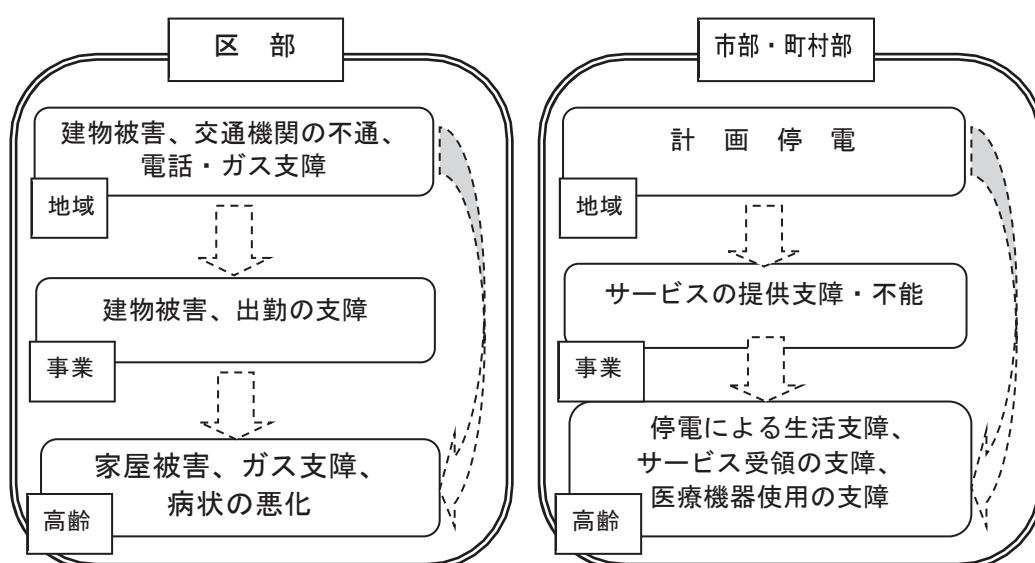 区 部
建物被害、交通機関の不通、
電話・ガス支障
地域
建物被害、出勤の支障
事業
家屋被害、ガス支障、
病状の悪化
高齢
市部・町村部
計 画 停 電
地域
サービスの提供支障・不能
事業
停電による生活支障、
サービス受領の支障、
医療機器使用の支障
高齢